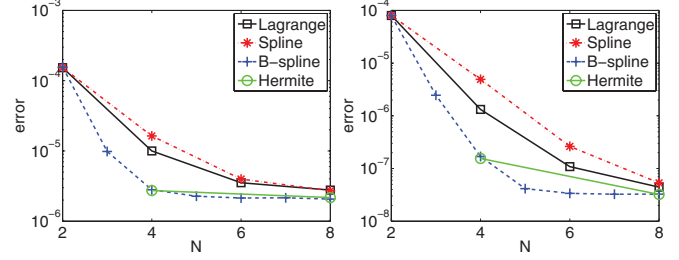 10⁻³
10⁻⁴
10⁻⁵
10⁻⁶
error
2
4
6
8
N
Lagrange
Spline
B−spline
Hermite
10⁻⁴
10⁻⁵
10⁻⁶
10⁻⁷
10⁻⁸
error
2
4
6
8
N
Lagrange
Spline
B−spline
Hermite